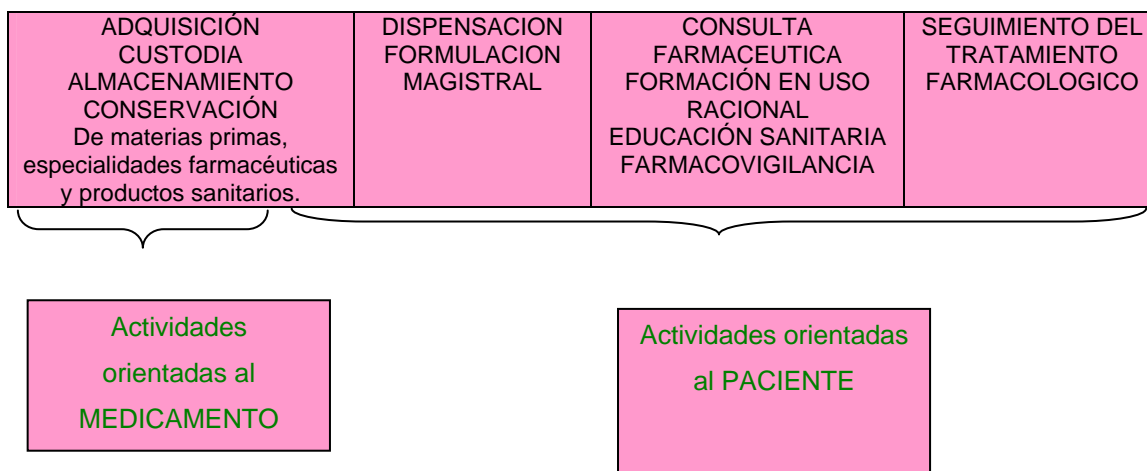 ADQUISICIÓN
CUSTODIA
ALMACENAMIENTO
CONSERVACIÓN
De materias primas,
especialidades farmacéuticas
y productos sanitarios.
DISPENSACION
FORMULACION
MAGISTRAL
CONSULTA
FARMACEUTICA
FORMACIÓN EN USO
RACIONAL
EDUCACIÓN SANITARIA
FARMACOVIGILANCIA
SEGUIMIENTO DEL
TRATAMIENTO
FARMACOLOGICO
Actividades
orientadas al
MEDICAMENTO
Actividades orientadas
al PACIENTE